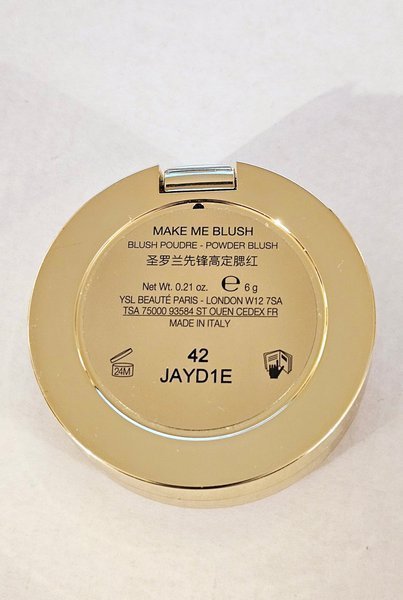 MAKE ME BLUSH
BLUSH POUDRE - POWDER BLUSH
圣罗兰先锋高定腮红
Net Wt. 0.21 oz. ℮ 6 g
YSL BEAUTÉ PARIS - LONDON W12 7SA
TSA 75000 93584 ST OUEN CEDEX FR
MADE IN ITALY
24M
42
JAYD1E